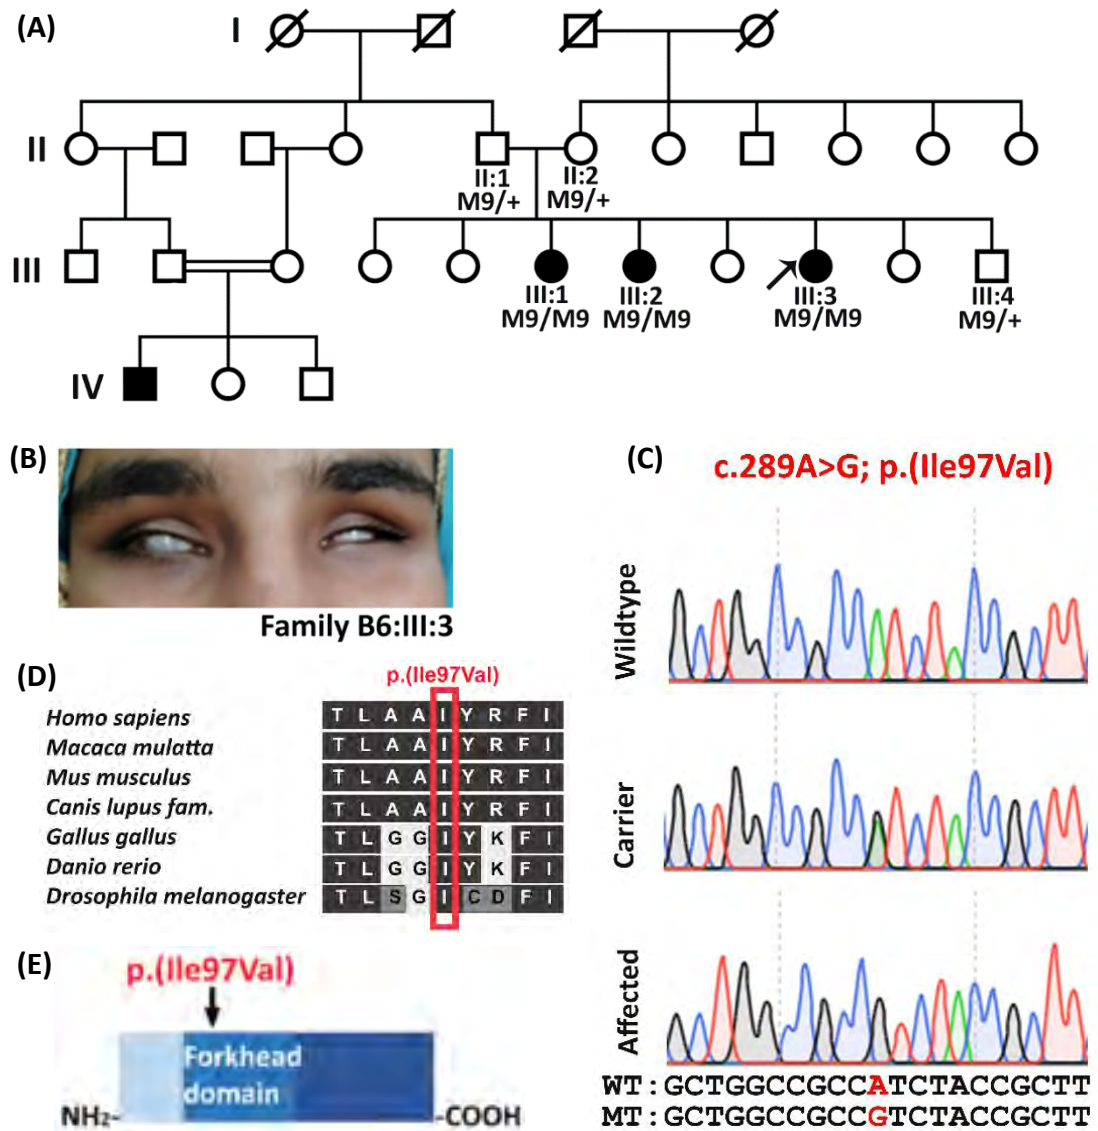 (A)
I
II
II:1
II:2
M9/+
M9/+
III
III:1
III:2
III:3
III:4
M9/M9
M9/M9
M9/M9
M9/+
IV
(B)
Family B6:III:3
(C)
c.289A>G; p.(Ile97Val)
Wildtype
Carrier
Affected
WT:GCTGGCCGCCATCTACCGCTT
MT:GCTGGCCGCCGTCTACCGCTT
(D)
p.(Ile97Val)
Homo sapiens T L A A I Y R F I
Macaca mulatta T L A A I Y R F I
Mus musculus T L A A I Y R F I
Canis lupus fam. T L A A I Y R F I
Gallus gallus T L G G I Y K F I
Danio rerio T L G G I Y K F I
Drosophila melanogaster T L S G I C D F I
(E)
p.(Ile97Val)
Forkhead
domain
NH2-
-COOH